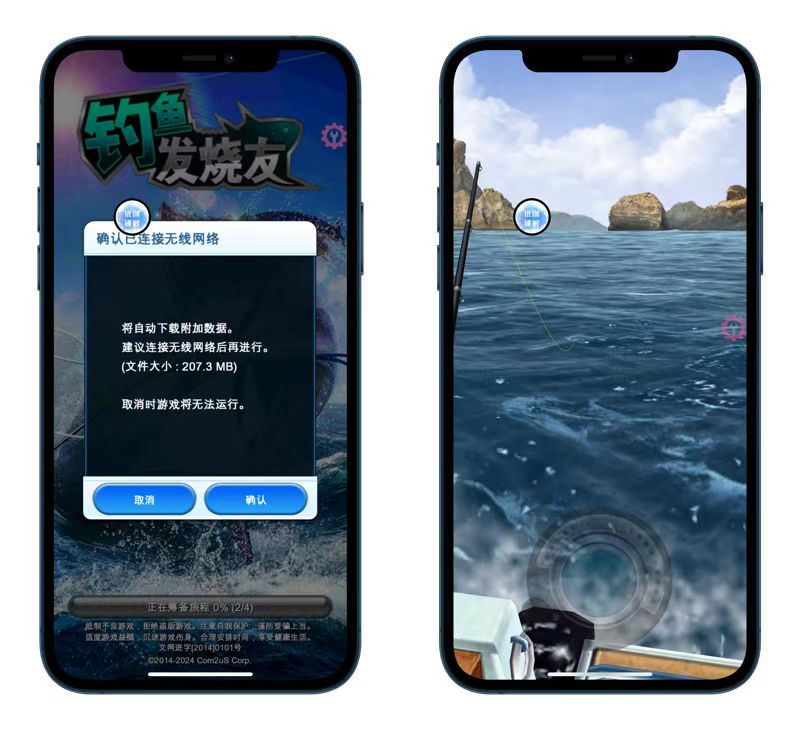 钓鱼
发烧友
确认已连接无线网络
将自动下载附加数据。
建议连接无线网络后再进行。
(文件大小 : 207.3 MB)
取消时游戏将无法运行。
取消
确认
正在筹备旅程 0% (2/4)
抵制不良游戏，拒绝盗版游戏。注意自我保护，谨防受骗上当。
适度游戏益脑，沉迷游戏伤身。合理安排时间，享受健康生活。
文网进字[2014]0101号
©2014-2024 Com2uS Corp.